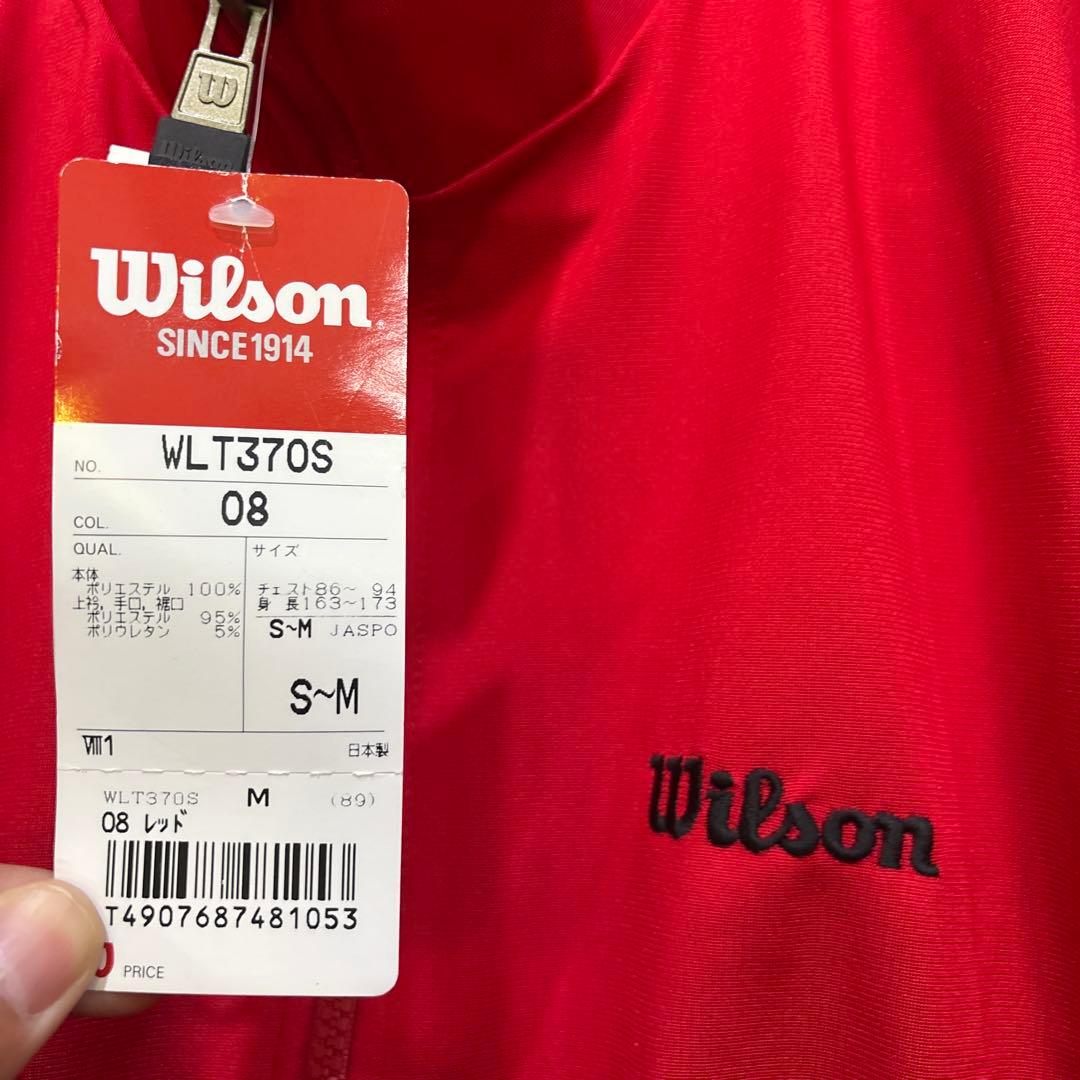 W
Wilson
Wilson
SINCE 1914
NO. WLT370S
COL. 08
QUAL.
本体
ポリエステル 100%
上衿,手口,裾口
ポリエステル 95%
ポリウレタン 5%
サイズ
チェスト86～ 94
身 長163～173
S～M JASPO
S～M
Ⅷ1 日本製
WLT370S M (89)
08 レッド
T4907687481053
PRICE
Wilson